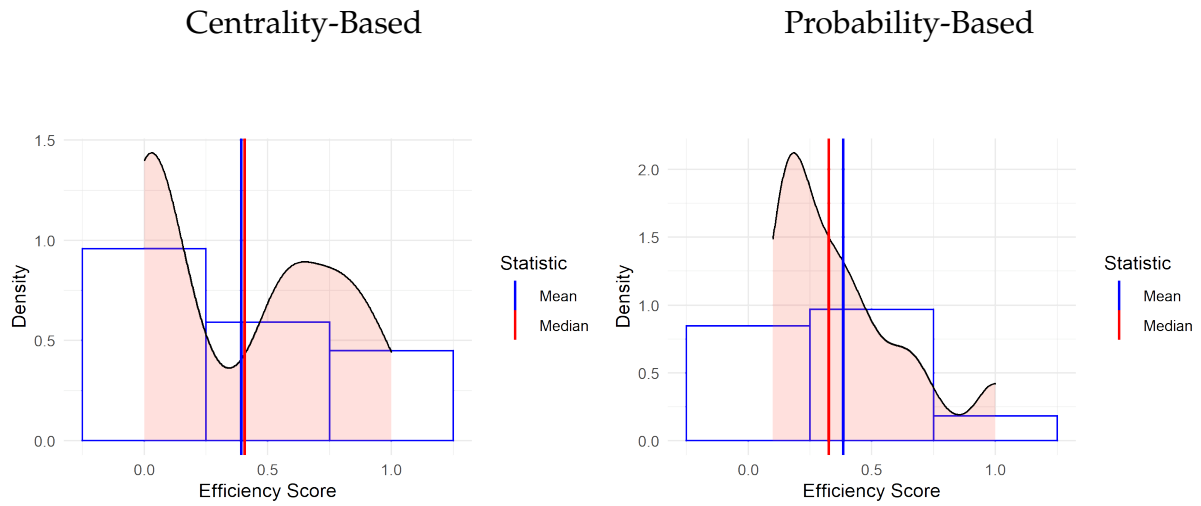 Centrality-Based
Density
1.5
1.0
0.5
0.0
0.0 0.5 1.0
Efficiency Score
Statistic
Mean
Median
Probability-Based
Density
2.0
1.5
1.0
0.5
0.0
0.0 0.5 1.0
Efficiency Score
Statistic
Mean
Median